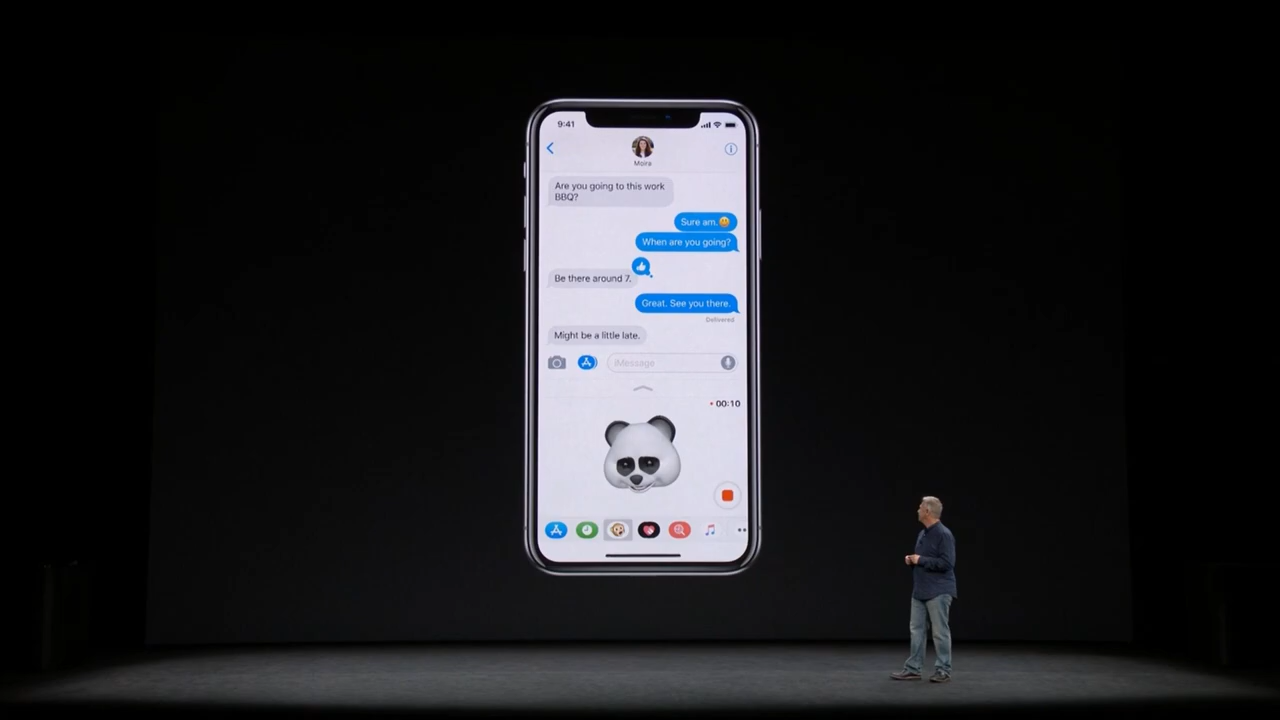 9:41
Moira
Are you going to this work
BBQ?
Sure am.😃
When are you going?
Be there around 7.
Great. See you there.
Delivered
Might be a little late.
iMessage
00:10